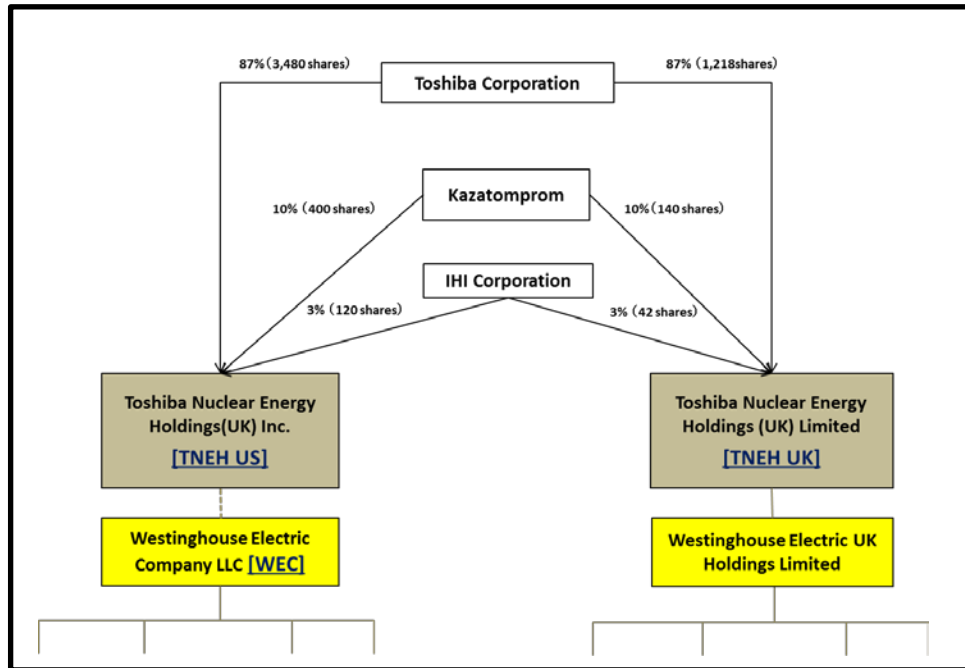 87% (3,480 shares)
Toshiba Corporation
87% (1,218shares)
Kazatomprom
10% (400 shares)
10% (140 shares)
IHI Corporation
3% (120 shares)
3% (42 shares)
Toshiba Nuclear Energy
Holdings(UK) Inc.
[TNEH US]
Toshiba Nuclear Energy
Holdings (UK) Limited
[TNEH UK]
Westinghouse Electric
Company LLC [WEC]
Westinghouse Electric UK
Holdings Limited